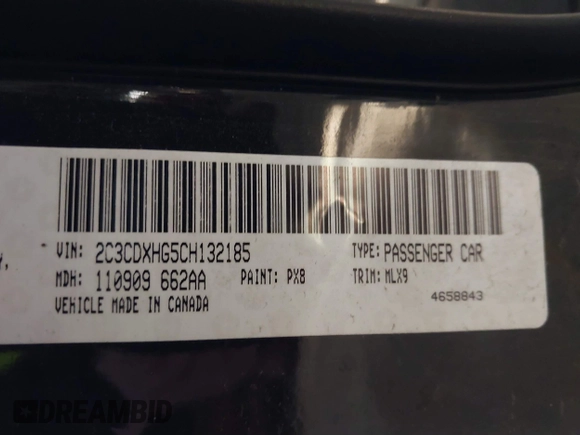 VIN: 2C3CDXHG5CH132185 TYPE: PASSENGER CAR
MDH: 110909 662AA PAINT: PX8 TRIM: MLX9
VEHICLE MADE IN CANADA 4658843
DREAMBID